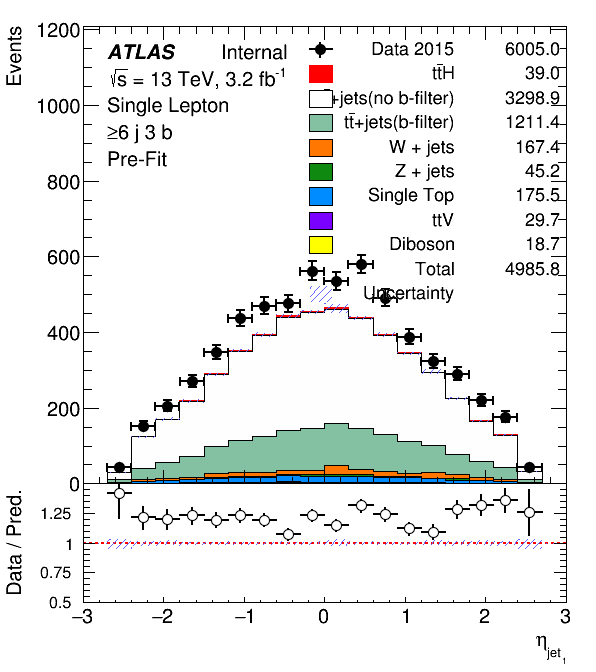 Events
1200
1000
800
600
400
200
0
ATLAS Internal
√s = 13 TeV, 3.2 fb⁻¹
Single Lepton
≥6 j 3 b
Pre-Fit
Data 2015 6005.0
tt̄H 39.0
+jets(no b-filter) 3298.9
tt̄+jets(b-filter) 1211.4
W + jets 167.4
Z + jets 45.2
Single Top 175.5
ttV 29.7
Diboson 18.7
Total 4985.8
Uncertainty
Data / Pred.
1.25
1
0.75
0.5
−3 −2 −1 0 1 2 3
η_jet₁